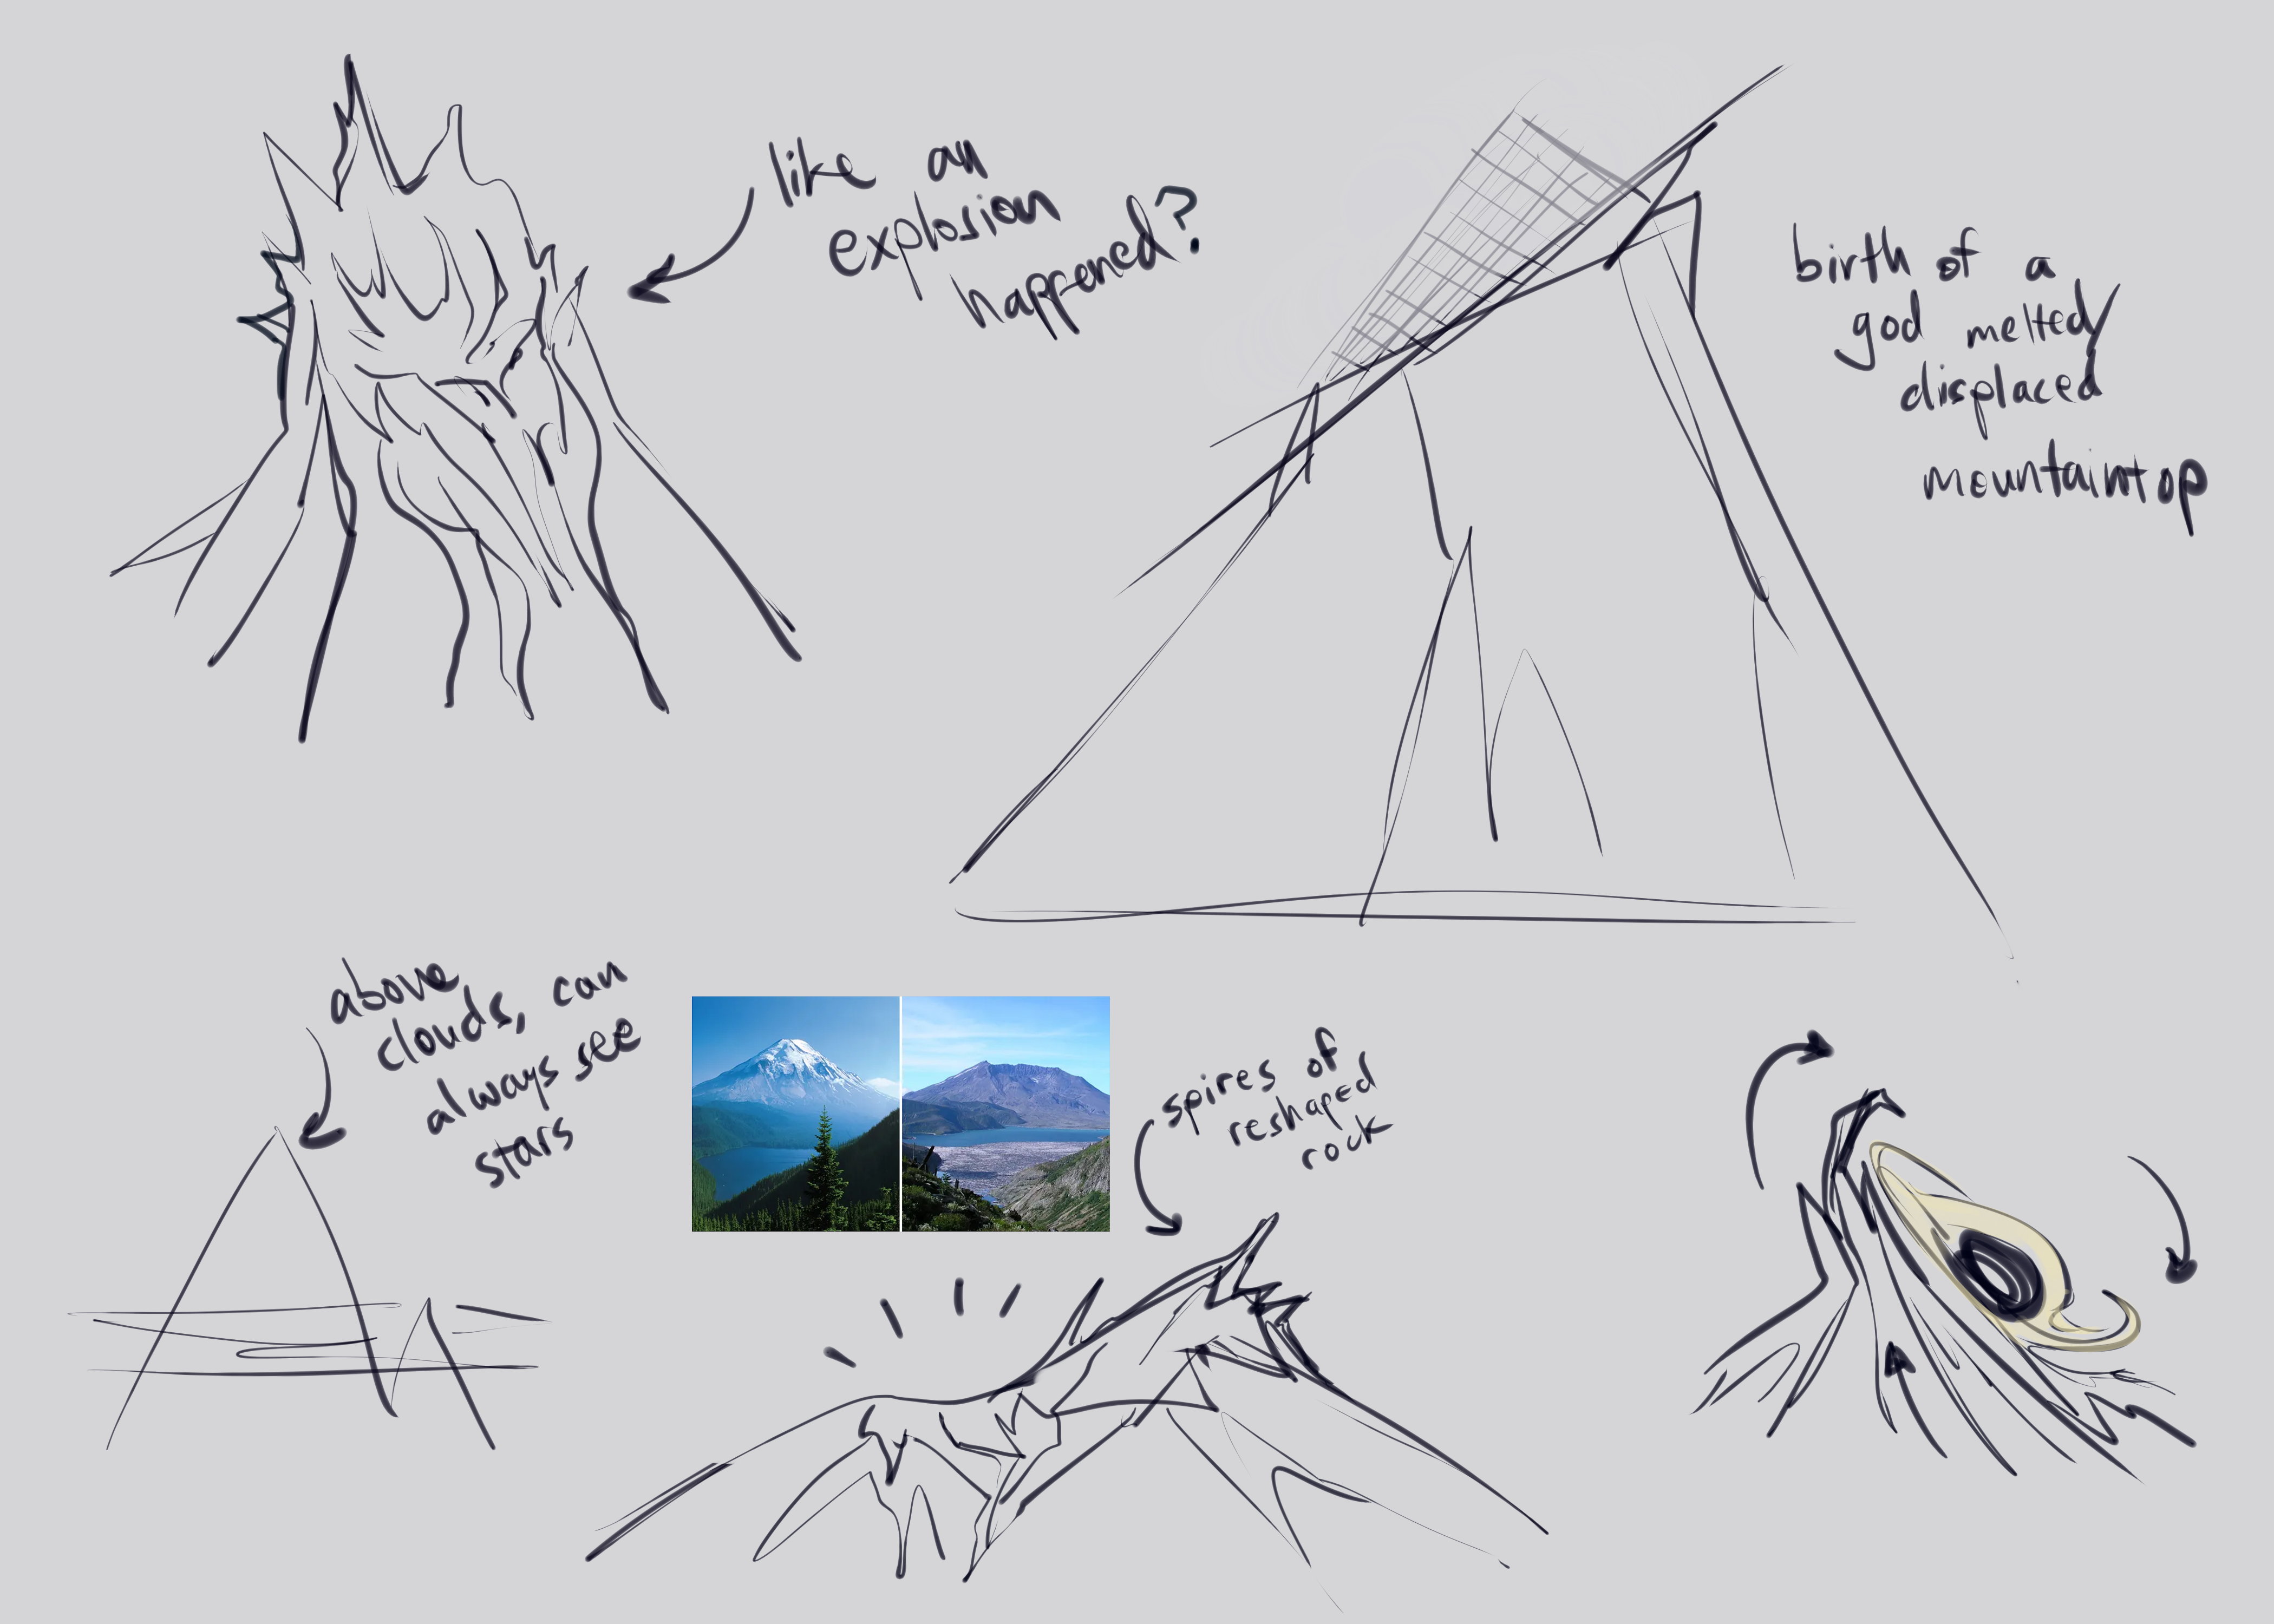 like an
explosion
happened?
birth of a
god melted/
displaced
mountaintop
above
clouds, can
always see
stars
spires of
reshaped
rock